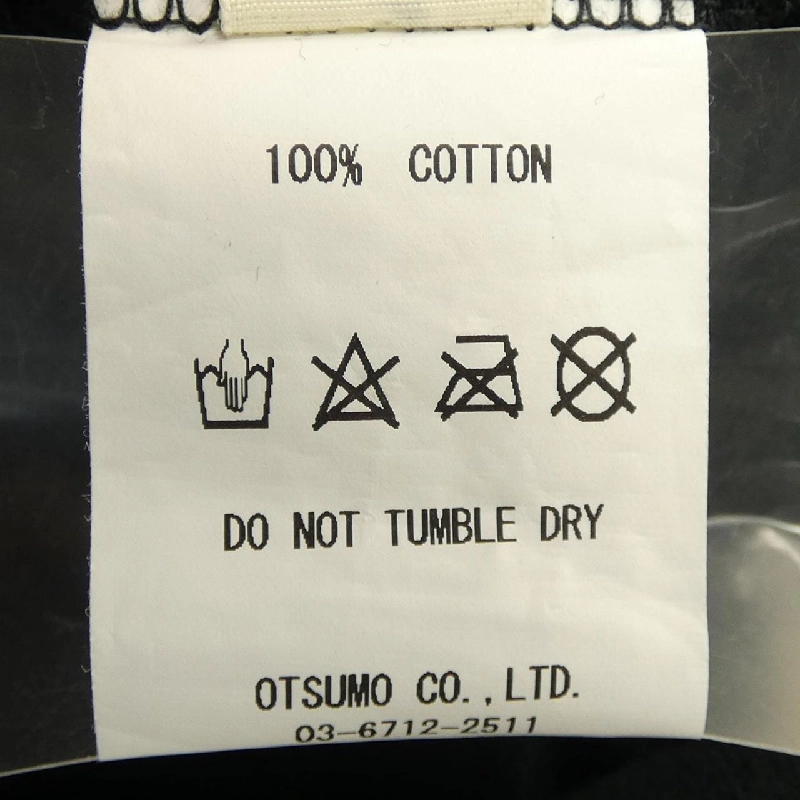 100% COTTON
DO NOT TUMBLE DRY
OTSUMO CO.,LTD.
03-6712-2511